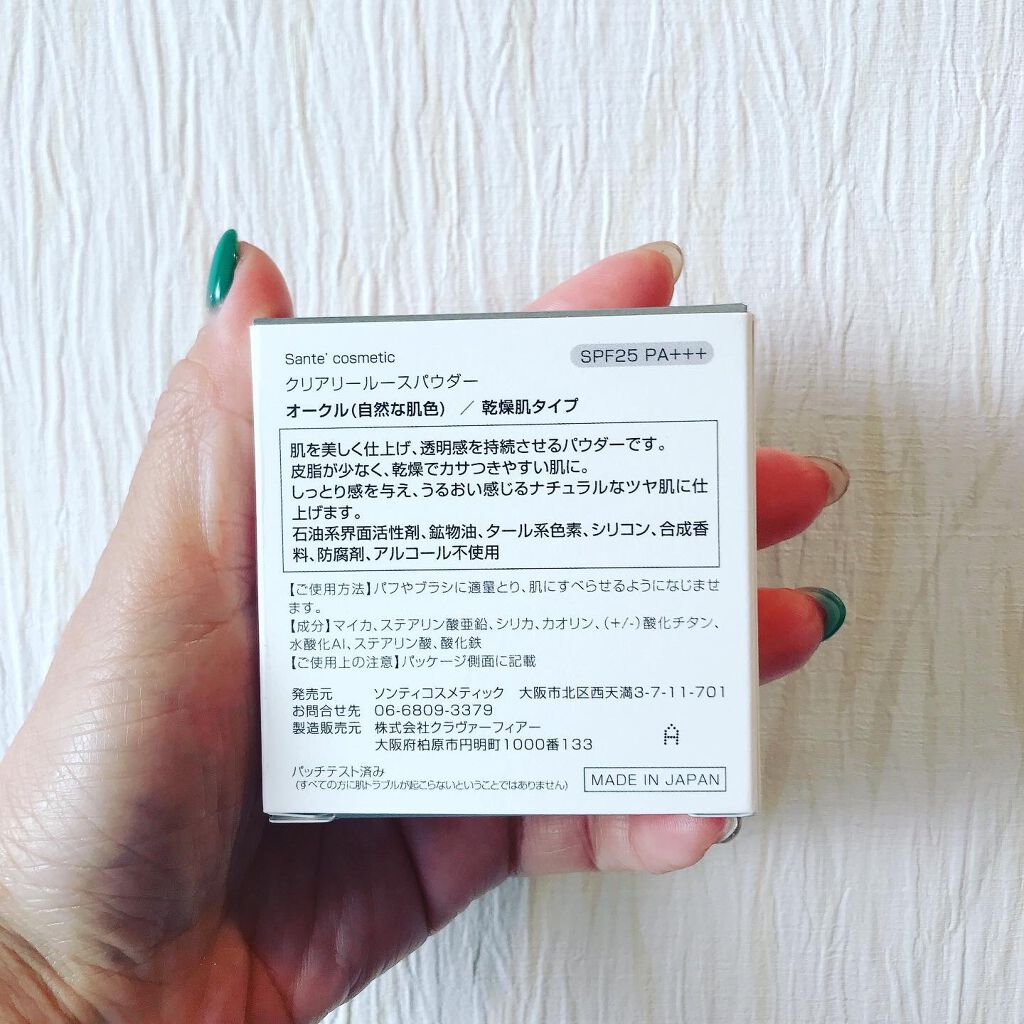 Sante' cosmetic
SPF25 PA+++
クリアリールースパウダー
オークル(自然な肌色) ／ 乾燥肌タイプ
肌を美しく仕上げ、透明感を持続させるパウダーです。
皮脂が少なく、乾燥でカサつきやすい肌に。
しっとり感を与え、うるおい感じるナチュラルなツヤ肌に仕
上げます。
石油系界面活性剤、鉱物油、タール系色素、シリコン、合成香
料、防腐剤、アルコール不使用
【ご使用方法】パフやブラシに適量とり、肌にすべらせるようになじませ
ます。
【成分】マイカ、ステアリン酸亜鉛、シリカ、カオリン、(+/-)酸化チタン、
水酸化Al、ステアリン酸、酸化鉄
【ご使用上の注意】パッケージ側面に記載
発売元 ソンティコスメティック 大阪市北区西天満3-7-11-701
お問合せ先 06-6809-3379
製造販売元 株式会社クラヴァーフィアー
大阪府柏原市円明町1000番133
A
パッチテスト済み
(すべての方に肌トラブルが起こらないということではありません)
MADE IN JAPAN